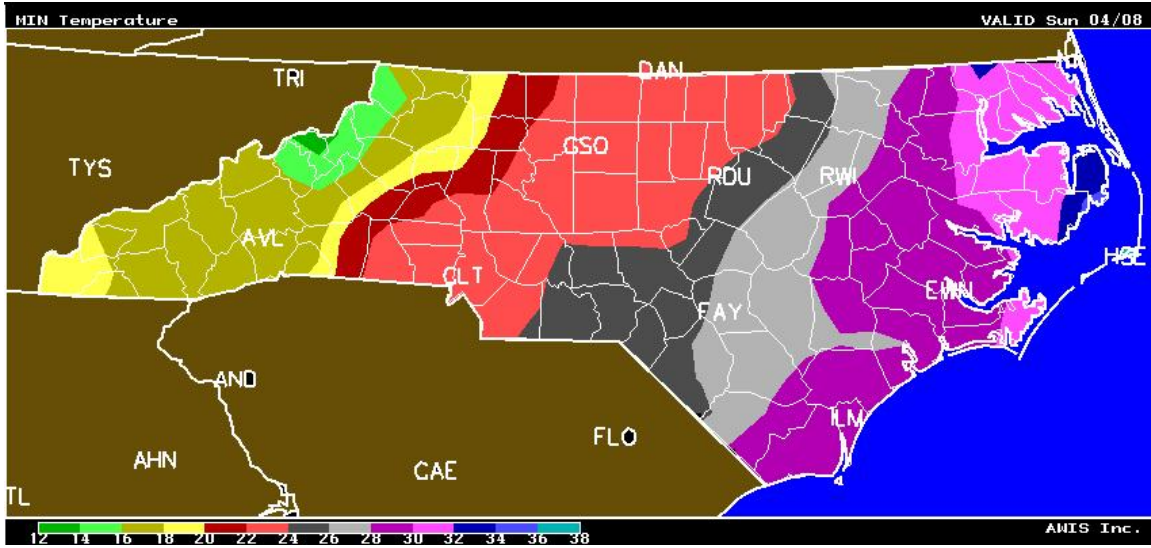 MIN Temperature VALID Sun 04/08
TRI DAN
TYS GSO RDU RWI
AVL CLT FAY EWN HSE
AND FLO ILM
AHN CAE
TL
12 14 16 18 20 22 24 26 28 30 32 34 36 38 AWIS Inc.